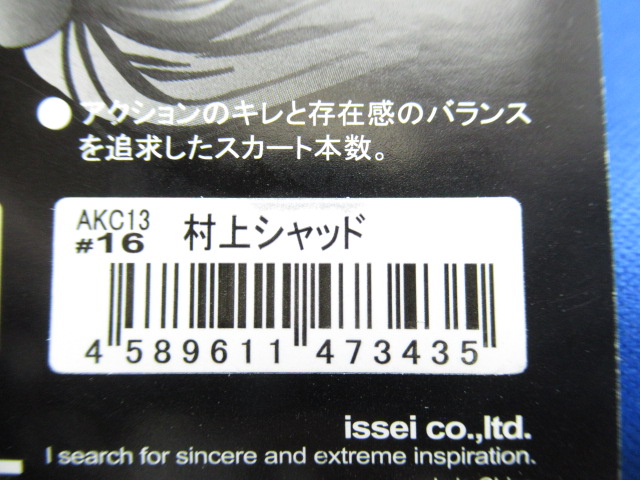 ●アクションのキレと存在感のバランス
を追求したスカート本数。
AKC13
#16 村上シャッド
4 589611 473435
issei co.,ltd.
I search for sincere and extreme inspiration.